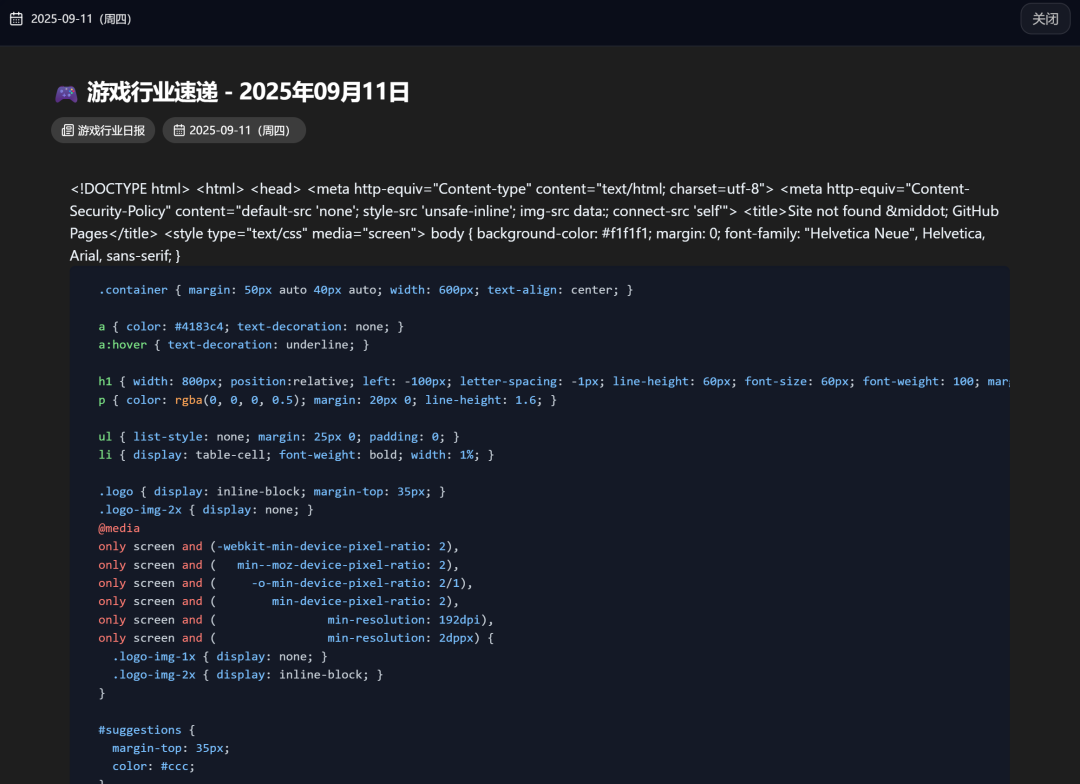 2025-09-11（周四）
关闭
🎮 游戏行业速递 - 2025年09月11日
游戏行业日报 2025-09-11（周四）
<!DOCTYPE html> <html> <head> <meta http-equiv="Content-type" content="text/html; charset=utf-8"> <meta http-equiv="Content-
Security-Policy" content="default-src 'none'; style-src 'unsafe-inline'; img-src data:; connect-src 'self'"> <title>Site not found &middot; GitHub
Pages</title> <style type="text/css" media="screen"> body { background-color: #f1f1f1; margin: 0; font-family: "Helvetica Neue", Helvetica,
Arial, sans-serif; }
.container { margin: 50px auto 40px auto; width: 600px; text-align: center; }
a { color: #4183c4; text-decoration: none; }
a:hover { text-decoration: underline; }
h1 { width: 800px; position:relative; left: -100px; letter-spacing: -1px; line-height: 60px; font-size: 60px; font-weight: 100; mar
p { color: rgba(0, 0, 0, 0.5); margin: 20px 0; line-height: 1.6; }
ul { list-style: none; margin: 25px 0; padding: 0; }
li { display: table-cell; font-weight: bold; width: 1%; }
.logo { display: inline-block; margin-top: 35px; }
.logo-img-2x { display: none; }
@media
only screen and (-webkit-min-device-pixel-ratio: 2),
only screen and (   min--moz-device-pixel-ratio: 2),
only screen and (     -o-min-device-pixel-ratio: 2/1),
only screen and (        min-device-pixel-ratio: 2),
only screen and (                min-resolution: 192dpi),
only screen and (                min-resolution: 2dppx) {
  .logo-img-1x { display: none; }
  .logo-img-2x { display: inline-block; }
}
#suggestions {
  margin-top: 35px;
  color: #ccc;
}